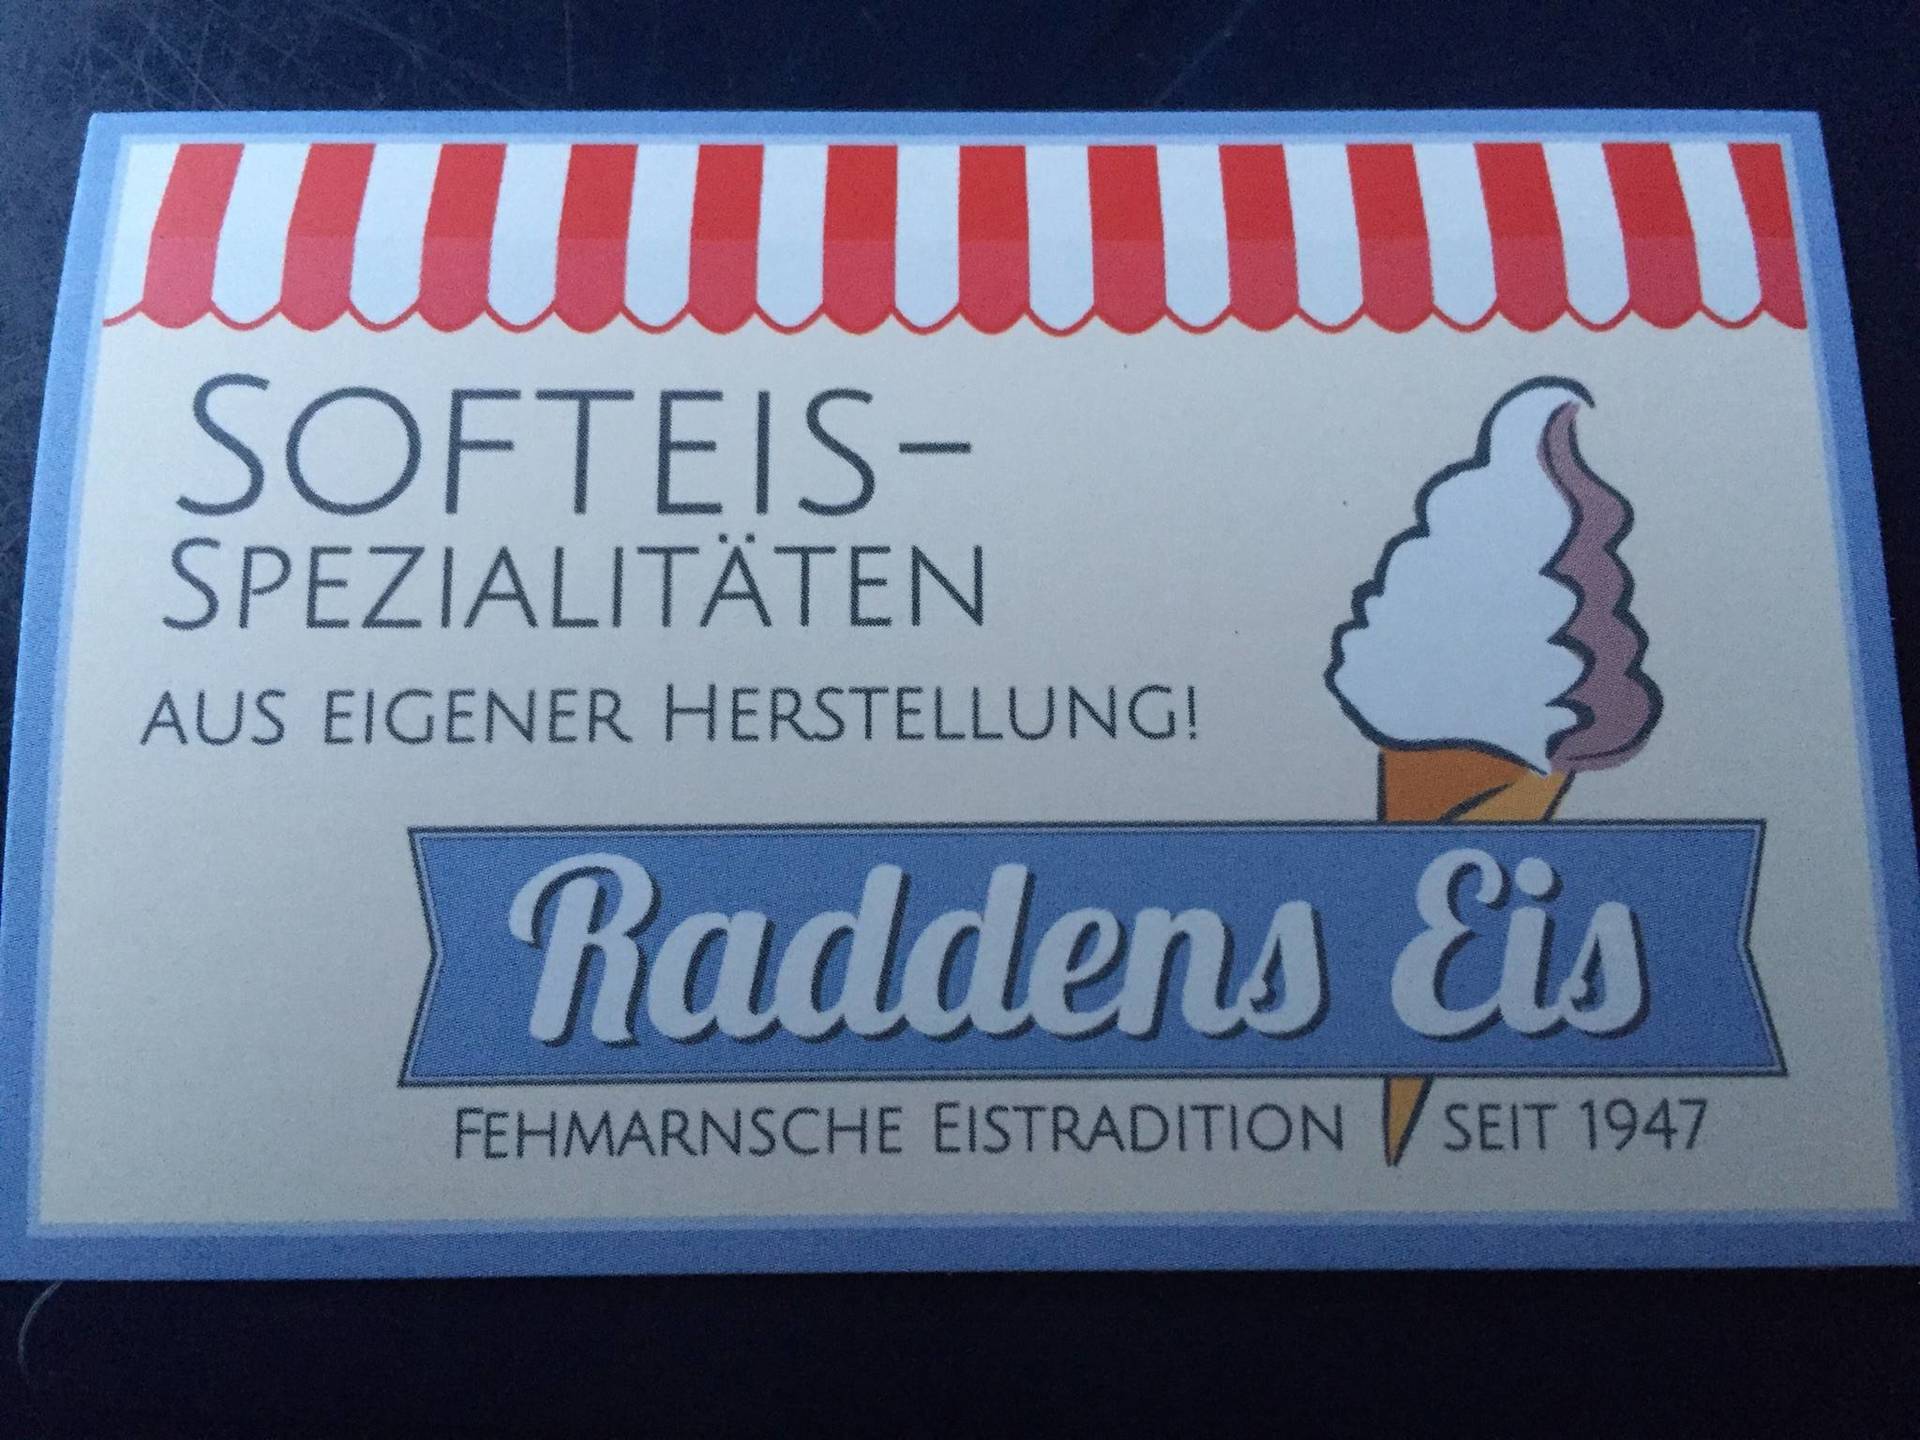 SOFTEIS-
SPEZIALITÄTEN
AUS EIGENER HERSTELLUNG!
Raddens Eis
FEHMARNSCHE EISTRADITION SEIT 1947